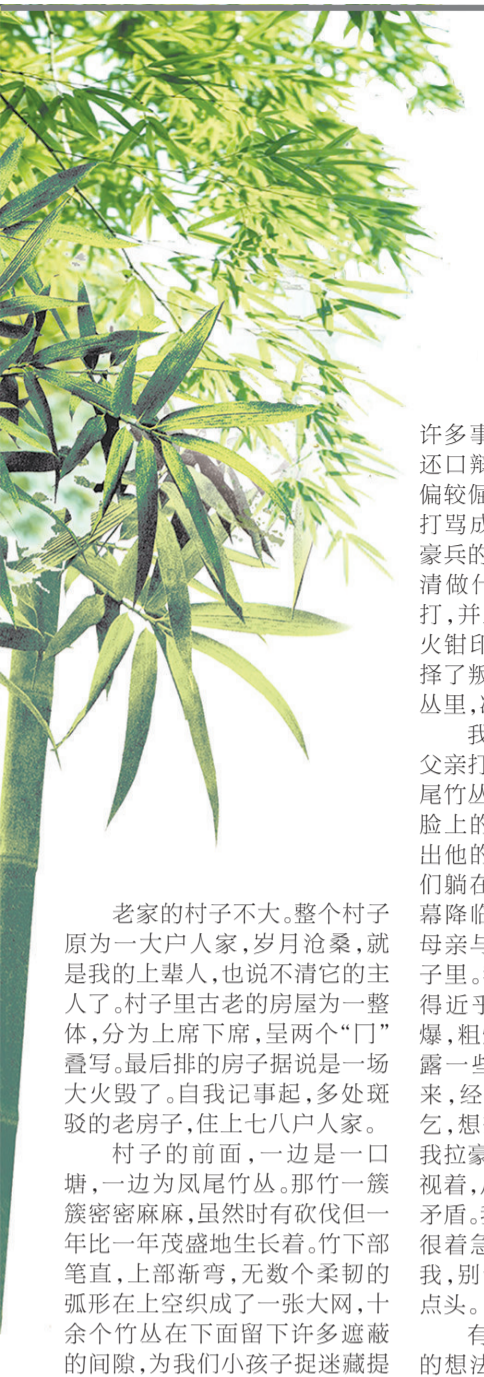 老家的村子不大。整个村子
原为一大户人家,岁月沧桑,就
是我的上辈人,也说不清它的主
人了。村子里古老的房屋为一整
体,分为上席下席,呈两个“冂”
叠写。最后排的房子据说是一场
大火毁了。自我记事起,多处斑
驳的老房子,住上七八户人家。
村子的前面,一边是一口
塘,一边为凤尾竹丛。那竹一簇
簇密密麻麻,虽然时有砍伐但一
年比一年茂盛地生长着。竹下部
笔直,上部渐弯,无数个柔韧的
弧形在上空织成了一张大网,十
余个竹丛在下面留下许多遮蔽
的间隙,为我们小孩子捉迷藏提
许多事
还口辩
偏较倔
打骂成
豪兵的
清做什
打,并
火钳印
择了叛
丛里,
我
父亲打
尾竹丛
脸上的
出他的
们躺在
幕降临
母亲与
子里。
得近乎
爆,粗
露一些
来,经
乞,想
我拉豪
视着,
矛盾。
很着急
我,别
点头。
有
的想法